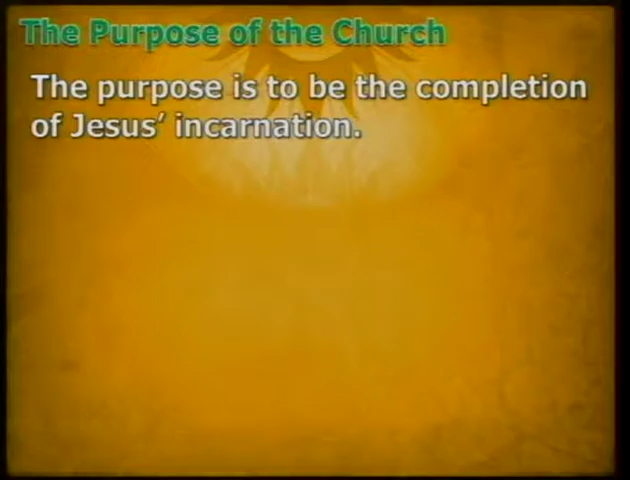 The Purpose of the Church
The purpose is to be the completion
of Jesus’ incarnation.